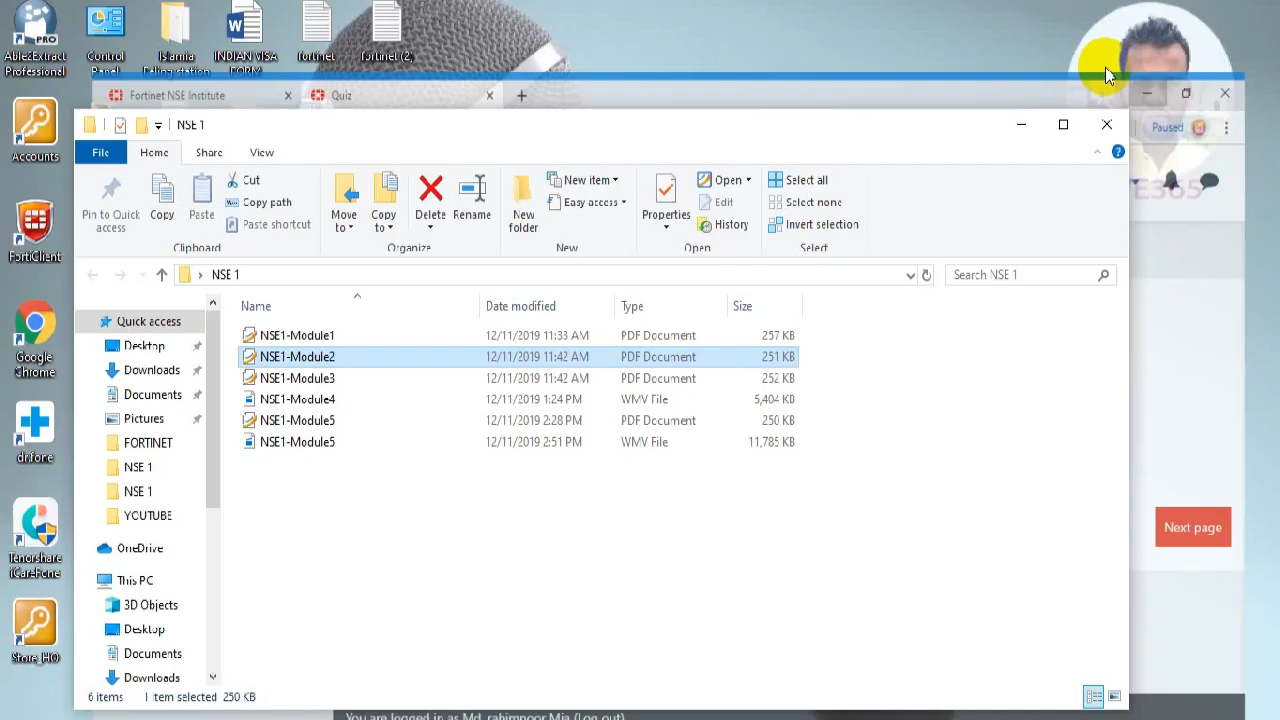 Able2Extract
Professional
Control
Panel
Islamia
INDIAN VISA
FORM
fortinet
fortinet (2)
Accounts
FortiClient
Google
Chrome
dr.fone
Tenorshare
iCareFone
Store_HO
Fortinet NSE Institute
Quiz
Paused
E365
NSE 1
File Home Share View
Pin to Quick
access
Copy
Paste
Cut
Copy path
Paste shortcut
Clipboard
Move
to
Copy
to
Delete
Rename
Organize
New
folder
New item
Easy access
New
Properties
Open
Edit
History
Open
Select all
Select none
Invert selection
Select
NSE 1
Search NSE 1
Name Date modified Type Size
NSE1-Module1 12/11/2019 11:33 AM PDF Document 257 KB
NSE1-Module2 12/11/2019 11:42 AM PDF Document 251 KB
NSE1-Module3 12/11/2019 11:42 AM PDF Document 252 KB
NSE1-Module4 12/11/2019 1:24 PM WMV File 5,404 KB
NSE1-Module5 12/11/2019 2:28 PM PDF Document 250 KB
NSE1-Module5 12/11/2019 2:51 PM WMV File 11,785 KB
Quick access
Desktop
Downloads
Documents
Pictures
FORTINET
NSE 1
NSE 1
YOUTUBE
OneDrive
This PC
3D Objects
Desktop
Documents
Downloads
6 items 1 item selected 250 KB
Next page
You are logged in as Md. rahimnoor Mia (Log out)